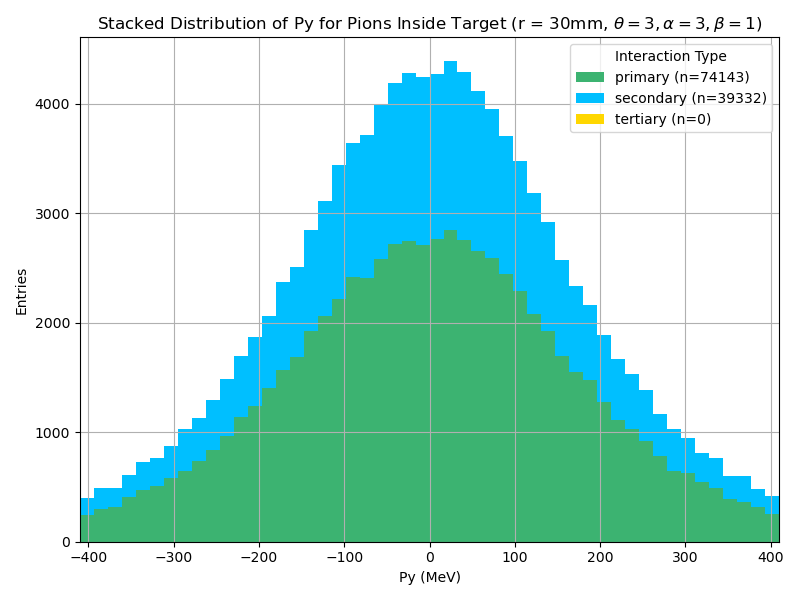 Stacked Distribution of Py for Pions Inside Target (r = 30mm, θ = 3, α = 3, β = 1)
Interaction Type
primary (n=74143)
secondary (n=39332)
tertiary (n=0)
Entries
4000
3000
2000
1000
0
−400 −300 −200 −100 0 100 200 300 400
Py (MeV)